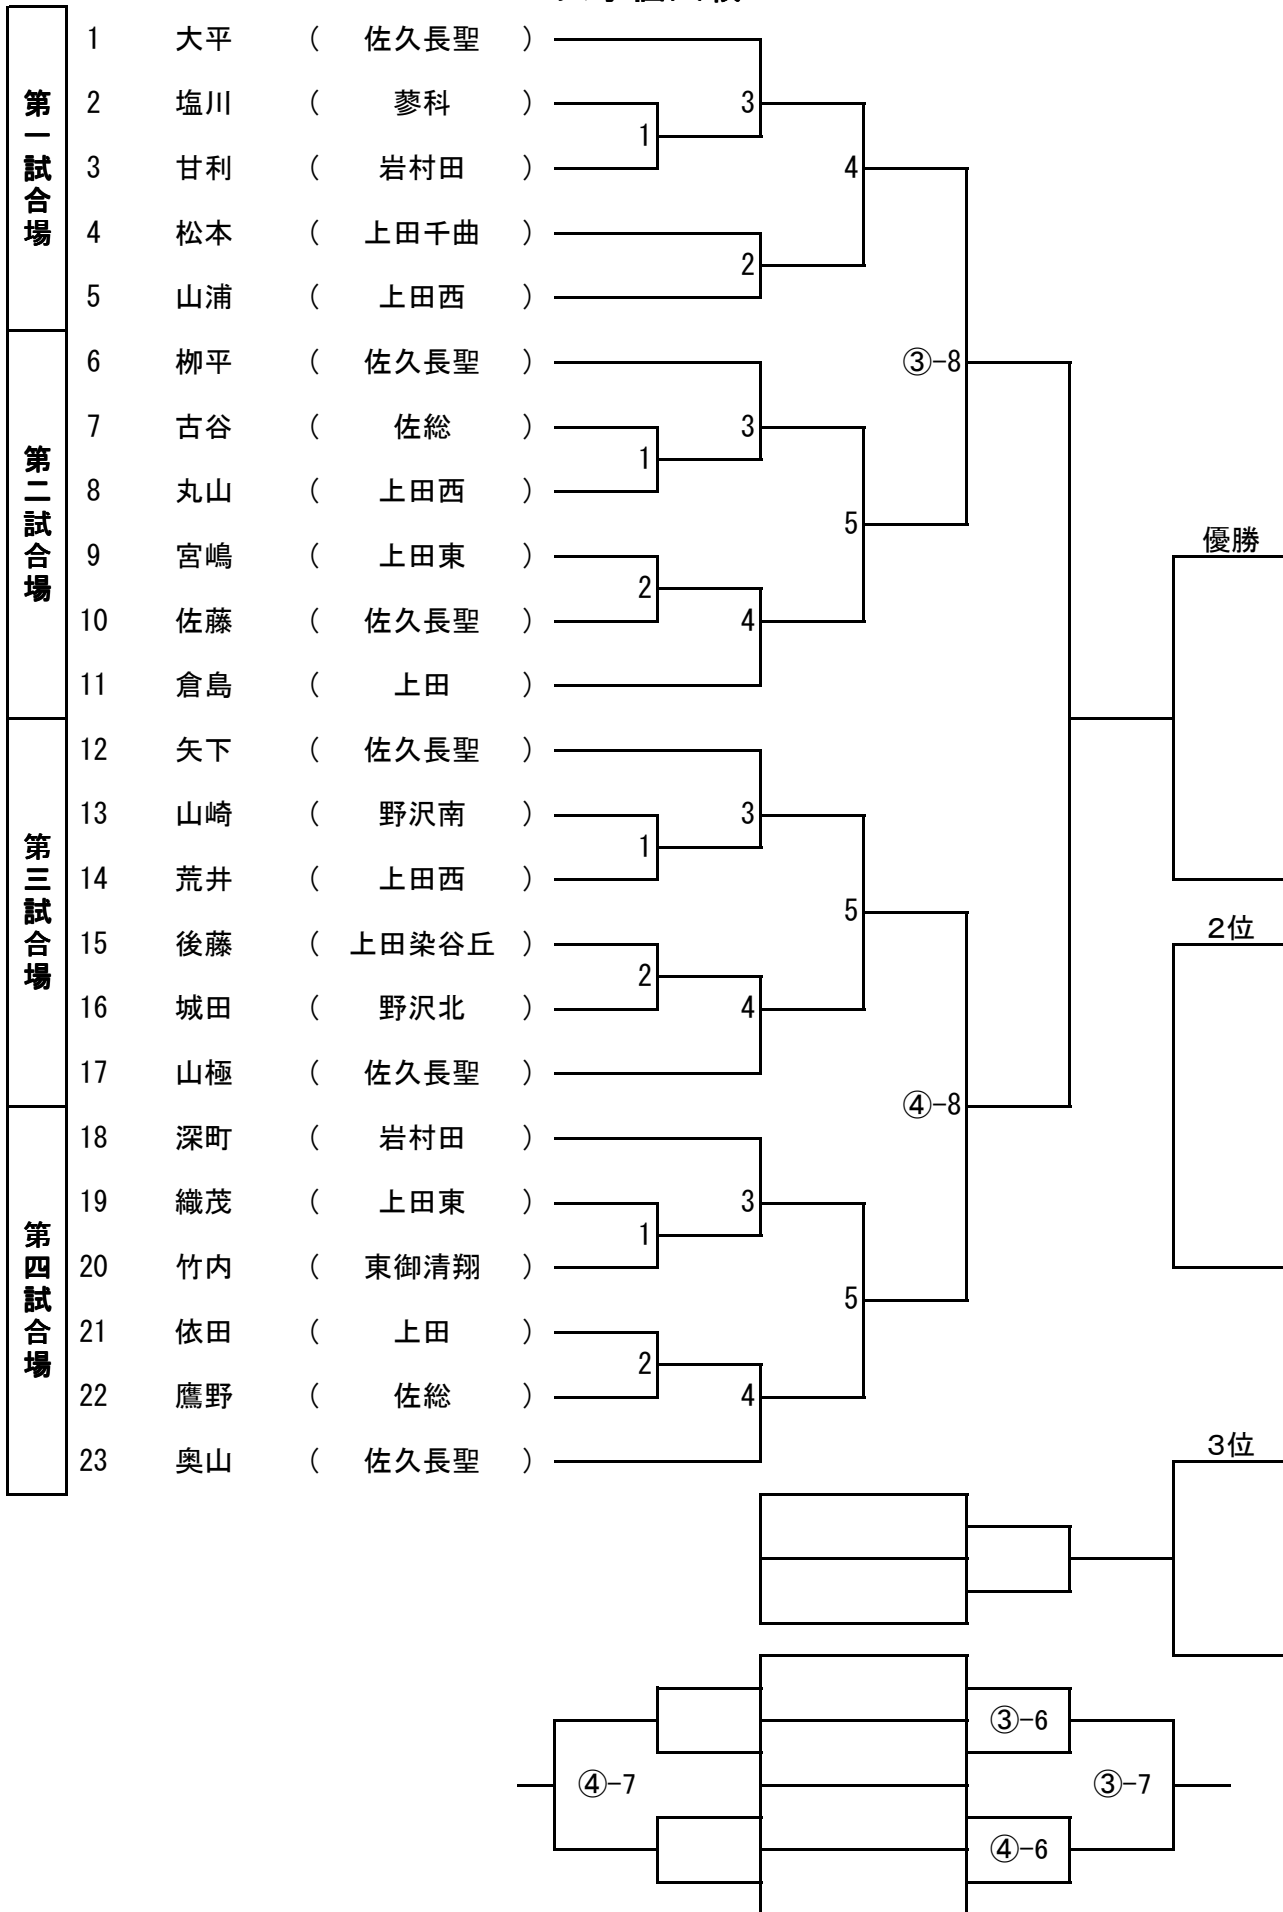 第一試合場
1 大平 ( 佐久長聖 )
2 塩川 ( 蓼科 )
3 甘利 ( 岩村田 )
4 松本 ( 上田千曲 )
5 山浦 ( 上田西 )
1
3
2
4
第二試合場
6 栁平 ( 佐久長聖 )
7 古谷 ( 佐総 )
8 丸山 ( 上田西 )
9 宮嶋 ( 上田東 )
10 佐藤 ( 佐久長聖 )
11 倉島 ( 上田 )
1
2
3
4
5
③-8
第三試合場
12 矢下 ( 佐久長聖 )
13 山崎 ( 野沢南 )
14 荒井 ( 上田西 )
15 後藤 ( 上田染谷丘 )
16 城田 ( 野沢北 )
17 山極 ( 佐久長聖 )
1
2
3
4
5
第四試合場
18 深町 ( 岩村田 )
19 織茂 ( 上田東 )
20 竹内 ( 東御清翔 )
21 依田 ( 上田 )
22 鷹野 ( 佐総 )
23 奥山 ( 佐久長聖 )
1
2
3
4
5
④-8
優勝
2位
3位
③-6
④-7
③-7
④-6